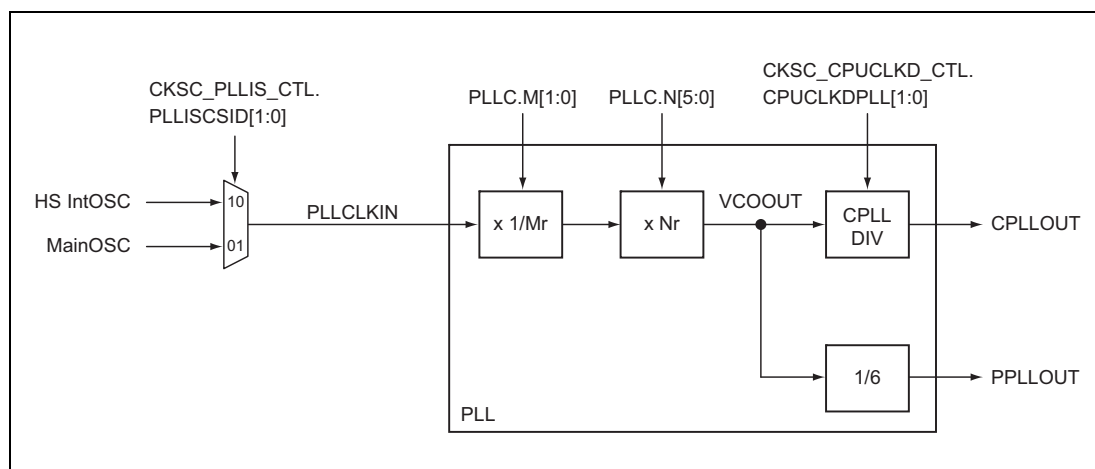 CKSC_PLLIS_CTL.
PLLISCSID[1:0]
PLLC.M[1:0]
PLLC.N[5:0]
CKSC_CPUCLKD_CTL.
CPUCLKDPLL[1:0]
HS IntOSC
10
MainOSC
01
PLLCLKIN
x 1/Mr
x Nr
VCOOUT
CPLL
DIV
CPLLOUT
1/6
PPLLOUT
PLL